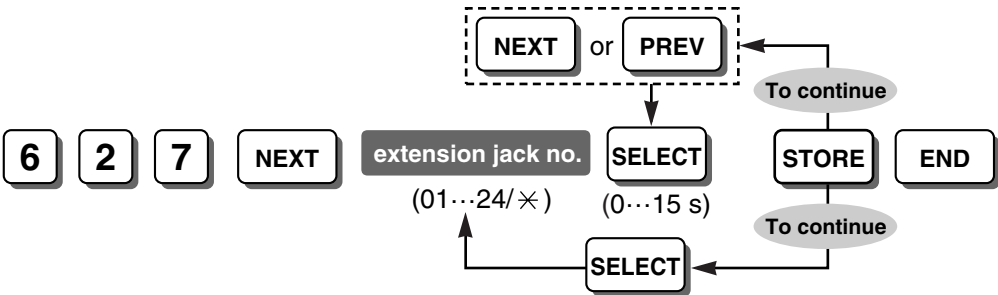 NEXT or PREV
To continue
6 2 7 NEXT extension jack no. SELECT STORE END
(01···24/✳) (0···15 s)
To continue
SELECT